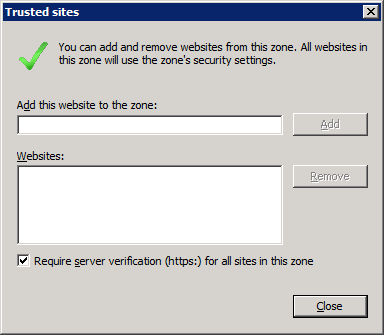 Trusted sites
You can add and remove websites from this zone. All websites in
this zone will use the zone's security settings.
Add this website to the zone:
Add
Websites:
Remove
Require server verification (https:) for all sites in this zone
Close